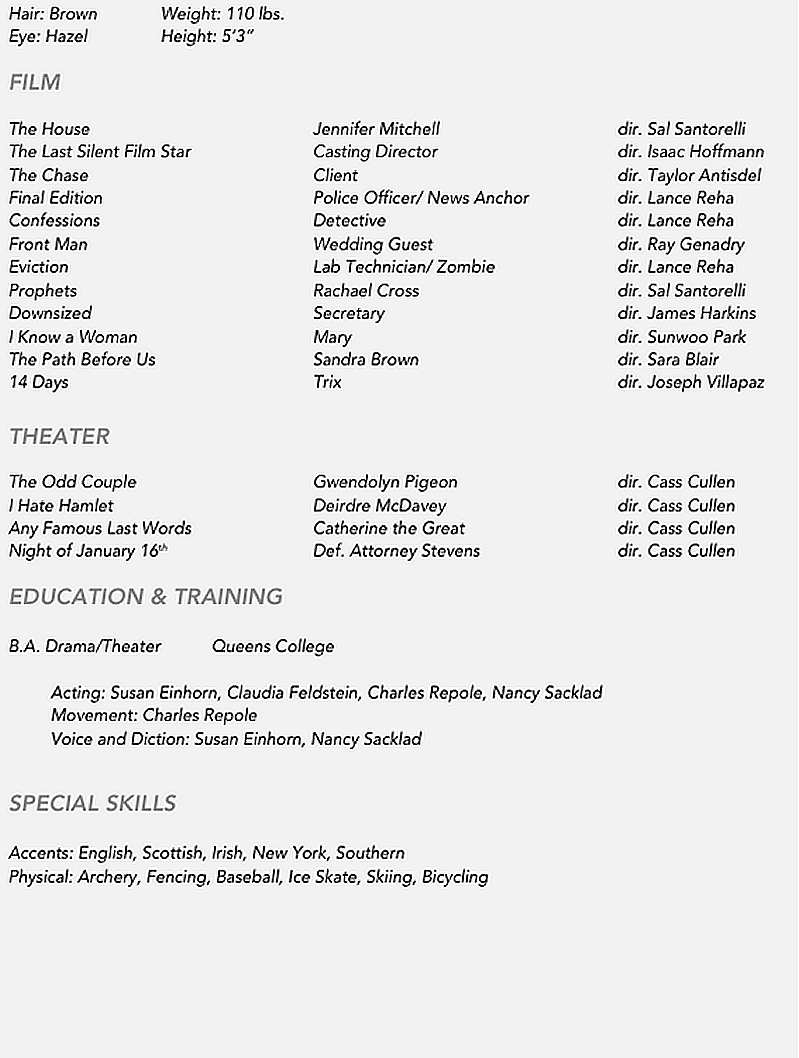 Hair: Brown Weight: 110 lbs.
Eye: Hazel Height: 5'3”
FILM
The House Jennifer Mitchell dir. Sal Santorelli
The Last Silent Film Star Casting Director dir. Isaac Hoffmann
The Chase Client dir. Taylor Antisdel
Final Edition Police Officer/ News Anchor dir. Lance Reha
Confessions Detective dir. Lance Reha
Front Man Wedding Guest dir. Ray Genadry
Eviction Lab Technician/ Zombie dir. Lance Reha
Prophets Rachael Cross dir. Sal Santorelli
Downsized Secretary dir. James Harkins
I Know a Woman Mary dir. Sunwoo Park
The Path Before Us Sandra Brown dir. Sara Blair
14 Days Trix dir. Joseph Villapaz
THEATER
The Odd Couple Gwendolyn Pigeon dir. Cass Cullen
I Hate Hamlet Deirdre McDavey dir. Cass Cullen
Any Famous Last Words Catherine the Great dir. Cass Cullen
Night of January 16th Def. Attorney Stevens dir. Cass Cullen
EDUCATION & TRAINING
B.A. Drama/Theater Queens College
Acting: Susan Einhorn, Claudia Feldstein, Charles Repole, Nancy Sacklad
Movement: Charles Repole
Voice and Diction: Susan Einhorn, Nancy Sacklad
SPECIAL SKILLS
Accents: English, Scottish, Irish, New York, Southern
Physical: Archery, Fencing, Baseball, Ice Skate, Skiing, Bicycling